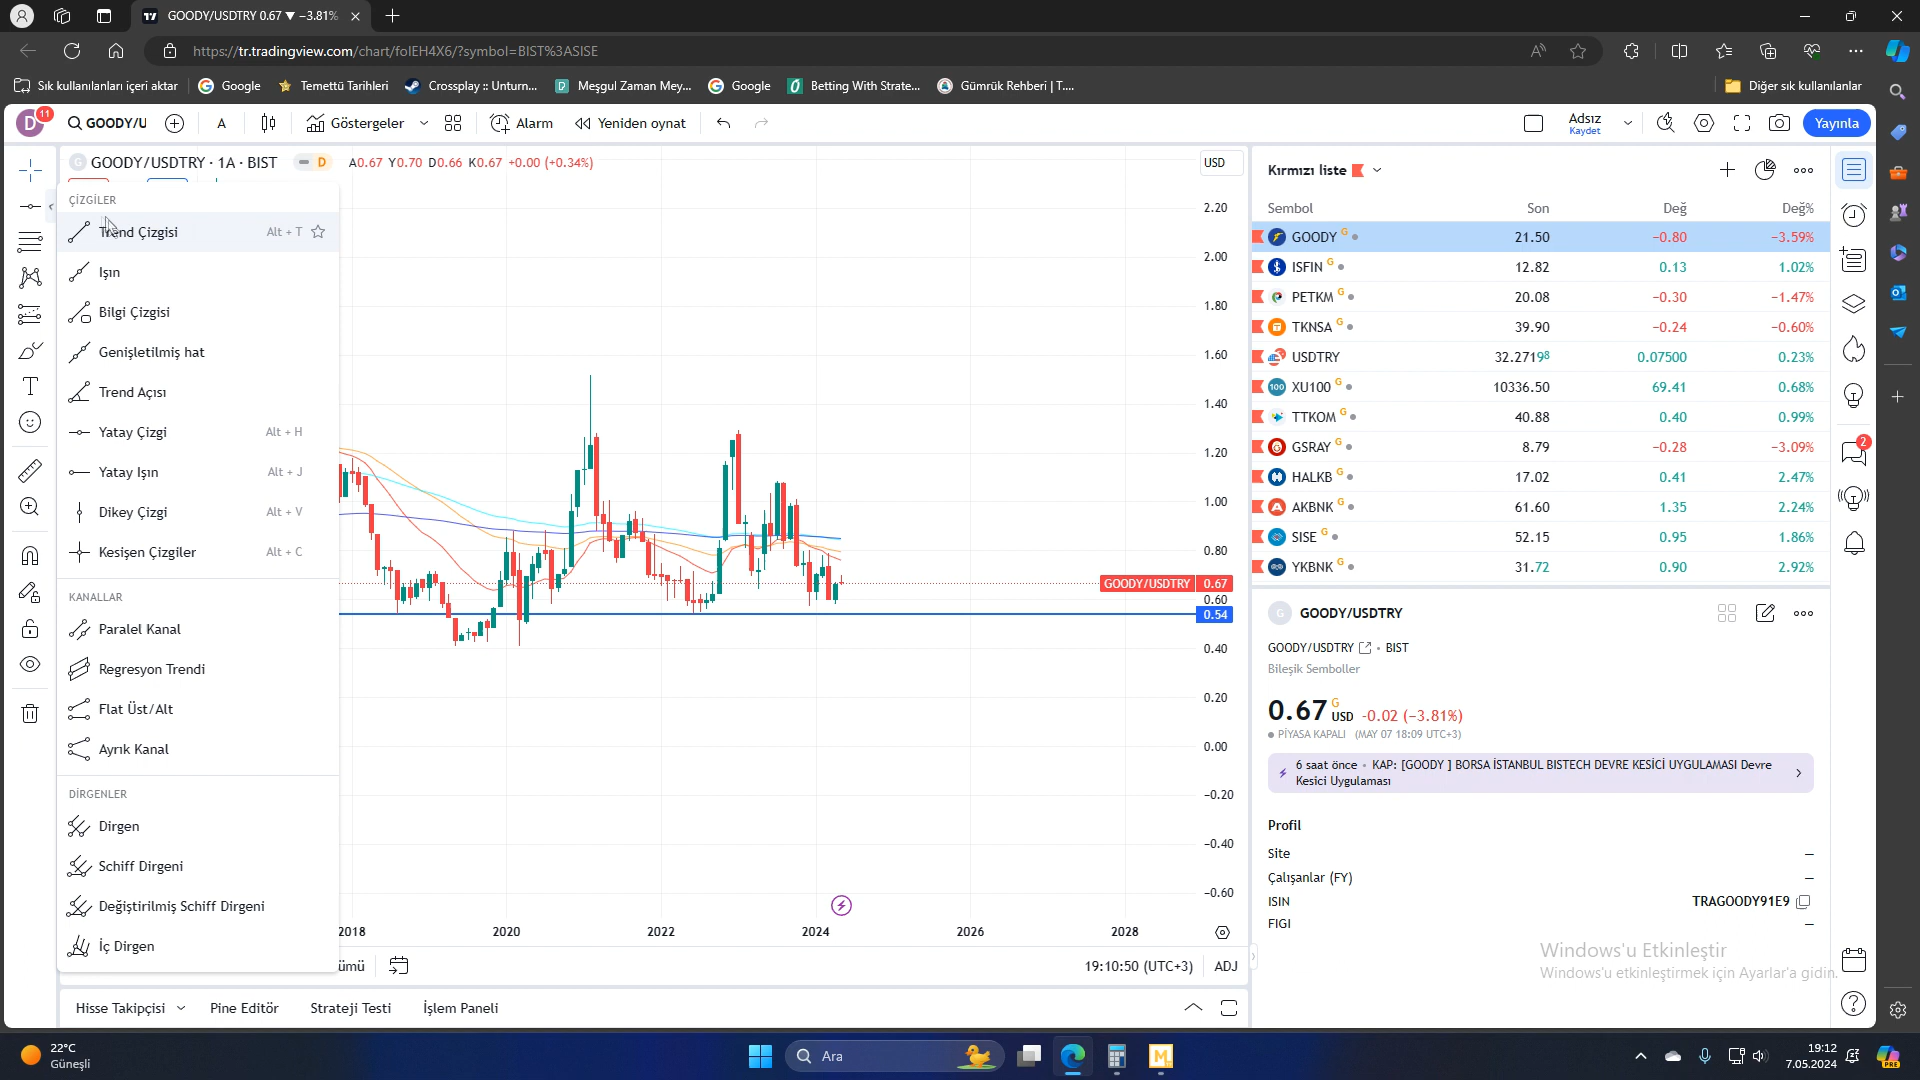 GOODY/USDTRY 0.67 ▼ −3.81%
https://tr.tradingview.com/chart/folEH4X6/?symbol=BIST%3ASISE
Sık kullanılanları içeri aktar
Google
Temettü Tarihleri
Crossplay :: Unturn...
Meşgul Zaman Mey...
Google
Betting With Strate...
Gümrük Rehberi | T....
Diğer sık kullanılanlar
D
11
GOODY/U
A
Göstergeler
Alarm
Yeniden oynat
Adsız
Kaydet
Yayınla
GOODY/USDTRY · 1A · BIST
D
A0.67 Y0.70 D0.66 K0.67 +0.00 (+0.34%)
USD
ÇİZGİLER
Trend Çizgisi Alt + T
Işın
Bilgi Çizgisi
Genişletilmiş hat
Trend Açısı
Yatay Çizgi Alt + H
Yatay Işın Alt + J
Dikey Çizgi Alt + V
Kesişen Çizgiler Alt + C
KANALLAR
Paralel Kanal
Regresyon Trendi
Flat Üst/Alt
Ayrık Kanal
DİRGENLER
Dirgen
Schiff Dirgeni
Değiştirilmiş Schiff Dirgeni
İç Dirgen
2.20
2.00
1.80
1.60
1.40
1.20
1.00
0.80
GOODY/USDTRY 0.67
0.60
0.54
0.40
0.20
0.00
−0.20
−0.40
−0.60
2018 2020 2022 2024 2026 2028
ümü
19:10:50 (UTC+3)
ADJ
Hisse Takipçisi
Pine Editör
Strateji Testi
İşlem Paneli
Kırmızı liste
Sembol Son Değ Değ%
GOODY G 21.50 −0.80 −3.59%
ISFIN G 12.82 0.13 1.02%
PETKM G 20.08 −0.30 −1.47%
TKNSA G 39.90 −0.24 −0.60%
USDTRY 32.2719⁸ 0.07500 0.23%
100 XU100 G 10336.50 69.41 0.68%
TTKOM G 40.88 0.40 0.99%
GSRAY G 8.79 −0.28 −3.09%
HALKB G 17.02 0.41 2.47%
AKBNK G 61.60 1.35 2.24%
SISE G 52.15 0.95 1.86%
YKBNK G 31.72 0.90 2.92%
2
G GOODY/USDTRY
GOODY/USDTRY • BIST
Bileşik Semboller
0.67 G USD −0.02 (−3.81%)
PİYASA KAPALI (MAY 07 18:09 UTC+3)
6 saat önce • KAP: [GOODY ] BORSA İSTANBUL BISTECH DEVRE KESİCİ UYGULAMASI Devre
Kesici Uygulaması
Profil
Site –
Çalışanlar (FY) –
ISIN TRAGOODY91E9
FIGI –
Windows'u Etkinleştir
Windows'u etkinleştirmek için Ayarlar'a gidin.
22°C
Güneşli
Ara
19:12
7.05.2024
PRE